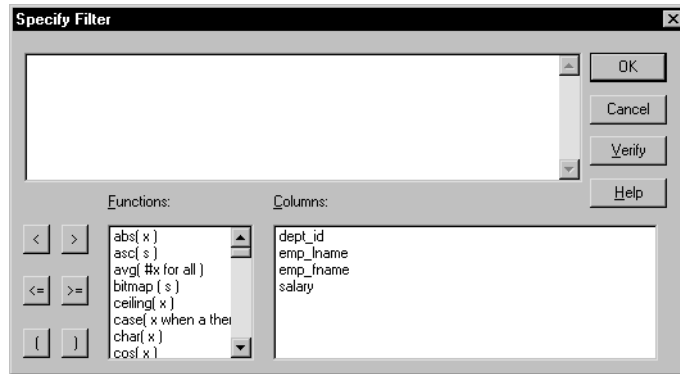 Specify Filter
OK
Cancel
Verify
Help
Functions:
Columns:
< >
<= >=
( )
abs( x )
asc( s )
avg( #x for all )
bitmap ( s )
ceiling( x )
case( x when a ther
char( x )
cos( x )
dept_id
emp_lname
emp_fname
salary